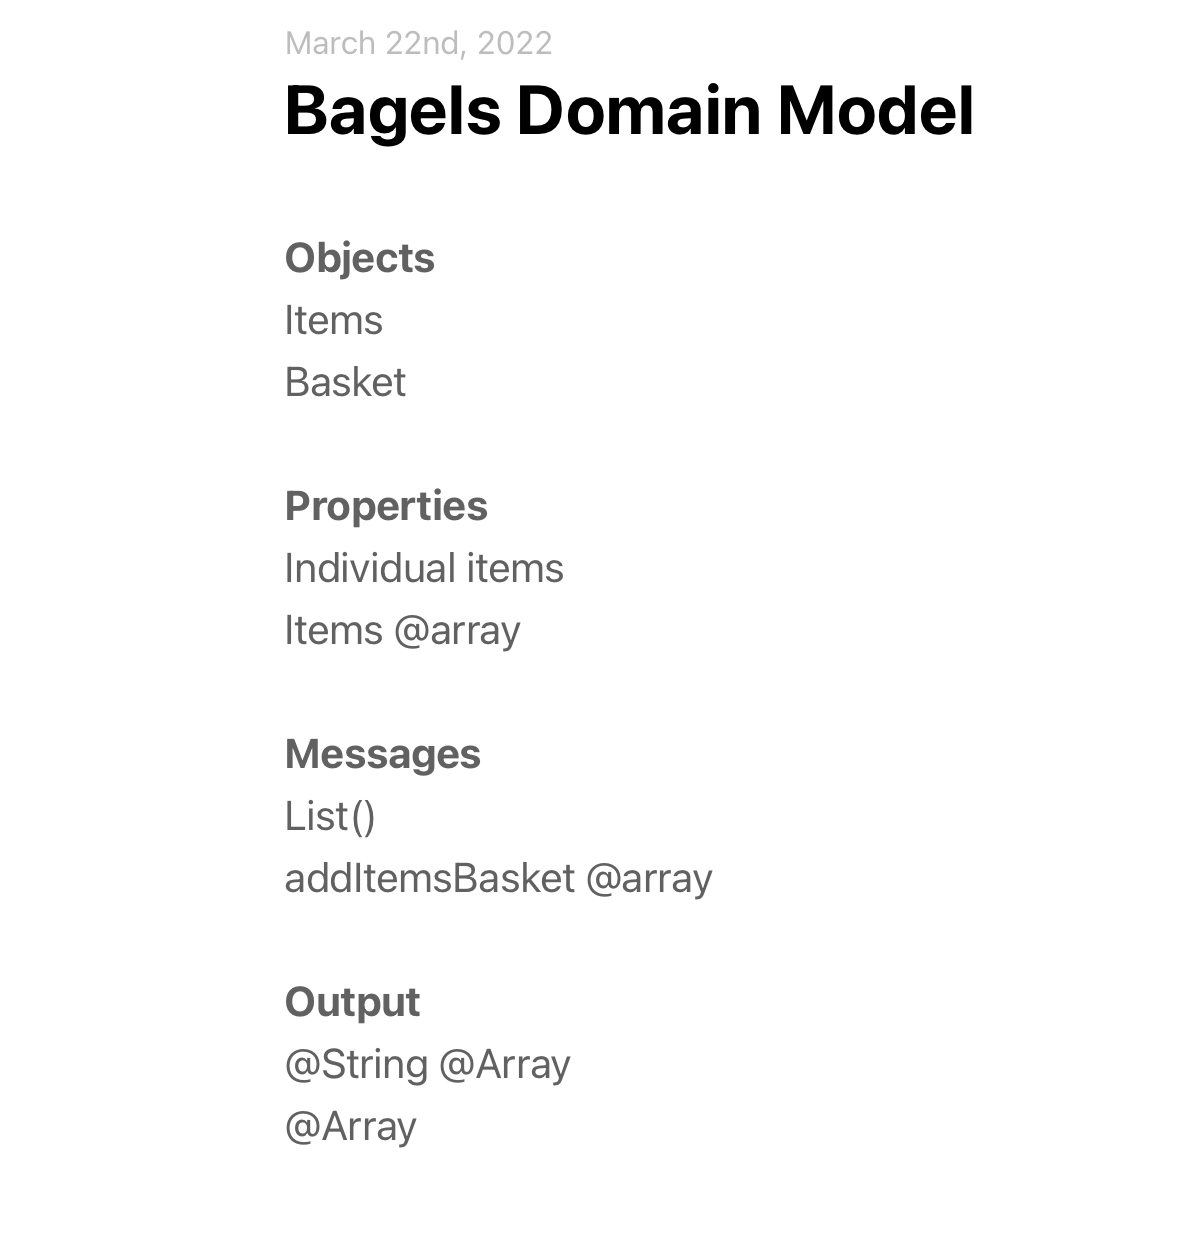 March 22nd, 2022
Bagels Domain Model
Objects
Items
Basket
Properties
Individual items
Items @array
Messages
List()
addItemsBasket @array
Output
@String @Array
@Array